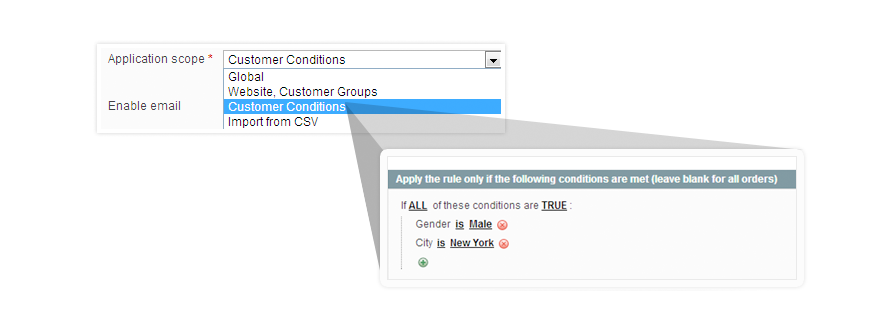 Application scope * Customer Conditions
Global
Website, Customer Groups
Enable email Customer Conditions
Import from CSV
Apply the rule only if the following conditions are met (leave blank for all orders)
If ALL of these conditions are TRUE :
Gender is Male
City is New York